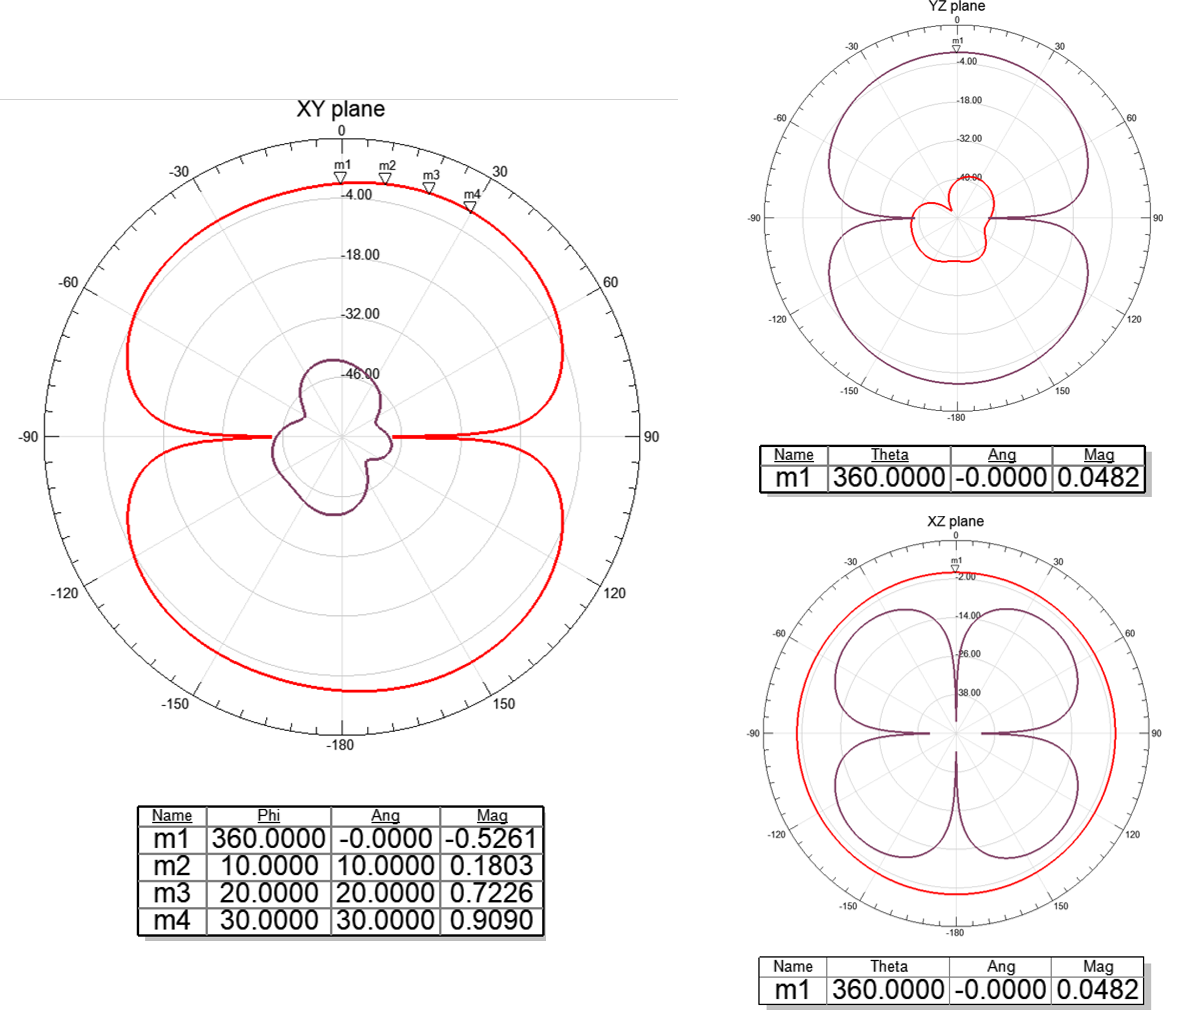 XY plane
0
-30
30
m1
m2
m3
m4
-4.00
-18.00
-60
60
-32.00
-46.00
-90
90
-120
120
-150
150
-180
Name Phi Ang Mag
m1 360.0000 -0.0000 -0.5261
m2 10.0000 10.0000 0.1803
m3 20.0000 20.0000 0.7226
m4 30.0000 30.0000 0.9090
YZ plane
0
-30
30
m1
-4.00
-18.00
-60
60
-32.00
-90
90
-120
120
-150
150
-180
Name Theta Ang Mag
m1 360.0000 -0.0000 0.0482
XZ plane
0
-30
30
m1
-2.00
-14.00
-60
60
-26.00
-38.00
-90
90
-120
120
-150
150
-180
Name Theta Ang Mag
m1 360.0000 -0.0000 0.0482